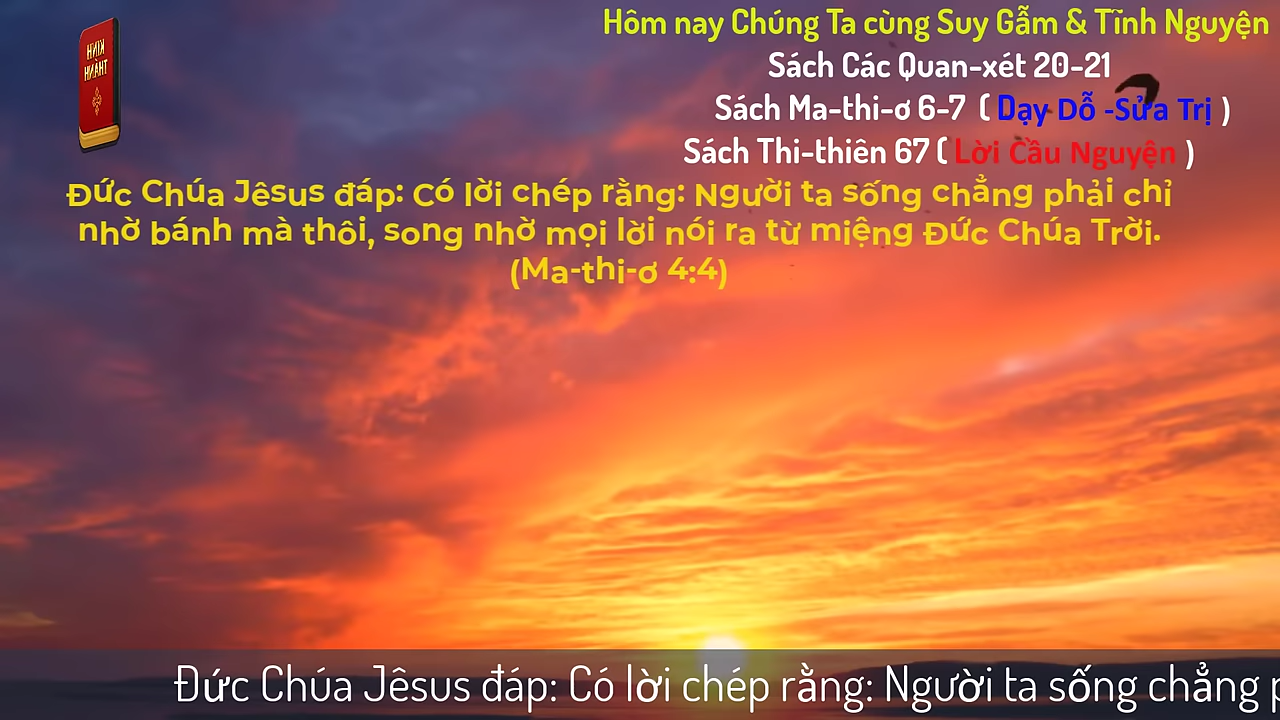 KINH
THÁNH
Hôm nay Chúng Ta cùng Suy Gẫm & Tĩnh Nguyện
Sách Các Quan-xét 20-21
Sách Ma-thi-ơ 6-7 ( Dạy Dỗ -Sửa Trị )
Sách Thi-thiên 67 ( Lời Cầu Nguyện )
Đức Chúa Jêsus đáp: Có lời chép rằng: Người ta sống chẳng phải chỉ
nhờ bánh mà thôi, song nhờ mọi lời nói ra từ miệng Đức Chúa Trời.
(Ma-thi-ơ 4:4)
Đức Chúa Jêsus đáp: Có lời chép rằng: Người ta sống chẳng p